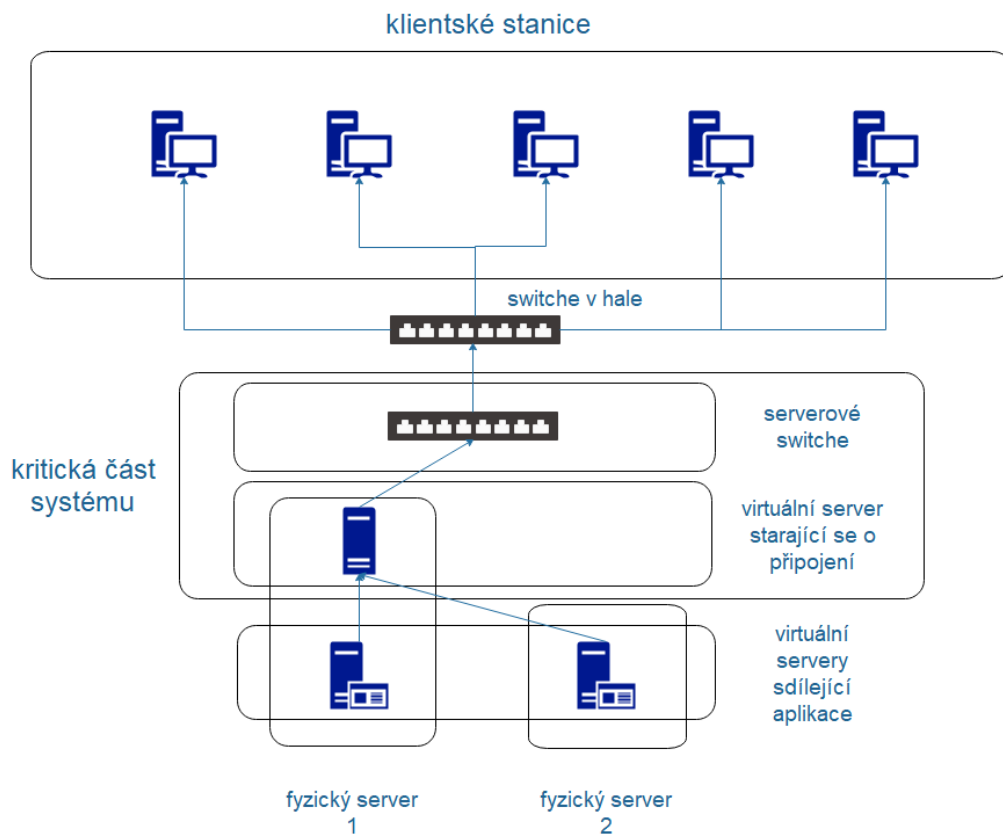 klientské stanice
switche v hale
serverové
switche
kritická část
systému
virtuální server
starající se o
připojení
virtuální
servery
sdílející
aplikace
fyzický server
1
fyzický server
2